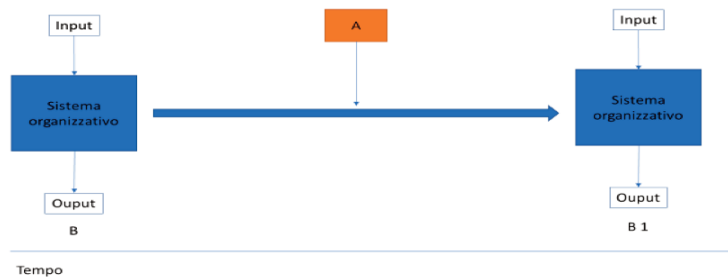 Input
A
Input
Sistema
organizzativo
Sistema
organizzativo
Ouput
Ouput
B
B 1
Tempo